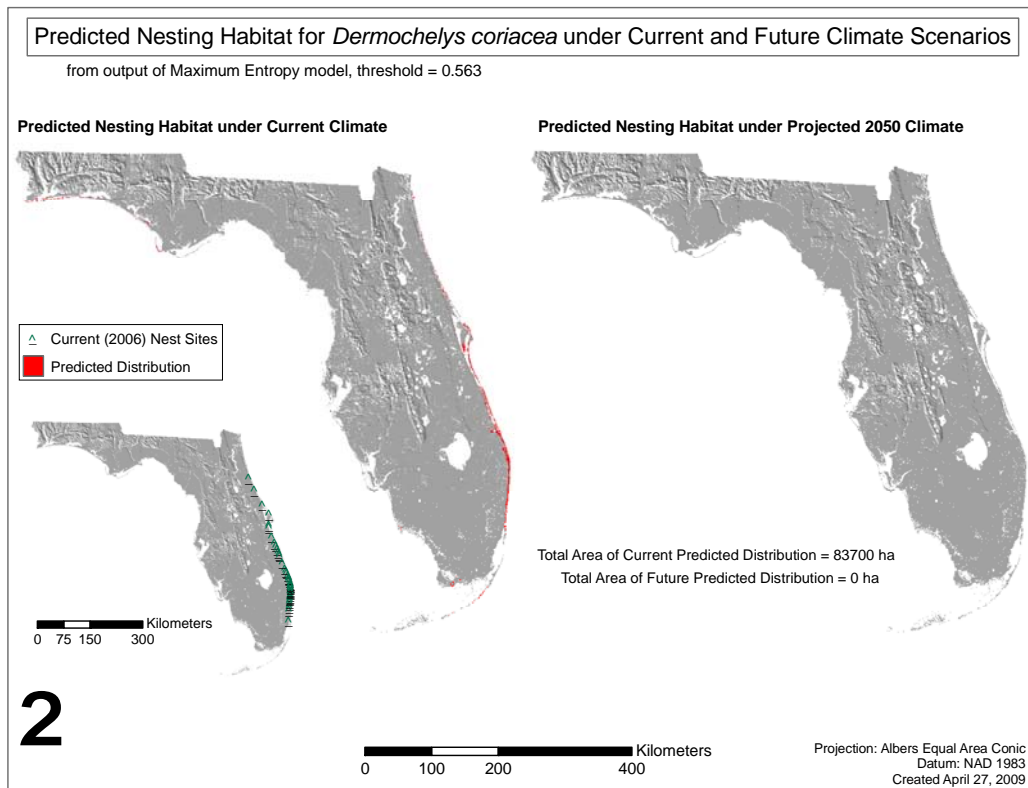 Predicted Nesting Habitat for Dermochelys coriacea under Current and Future Climate Scenarios
from output of Maximum Entropy model, threshold = 0.563
Predicted Nesting Habitat under Current Climate
Predicted Nesting Habitat under Projected 2050 Climate
Current (2006) Nest Sites
Predicted Distribution
Total Area of Current Predicted Distribution = 83700 ha
Total Area of Future Predicted Distribution = 0 ha
Kilometers
0 75 150 300
2
Kilometers
0 100 200 400
Projection: Albers Equal Area Conic
Datum: NAD 1983
Created April 27, 2009